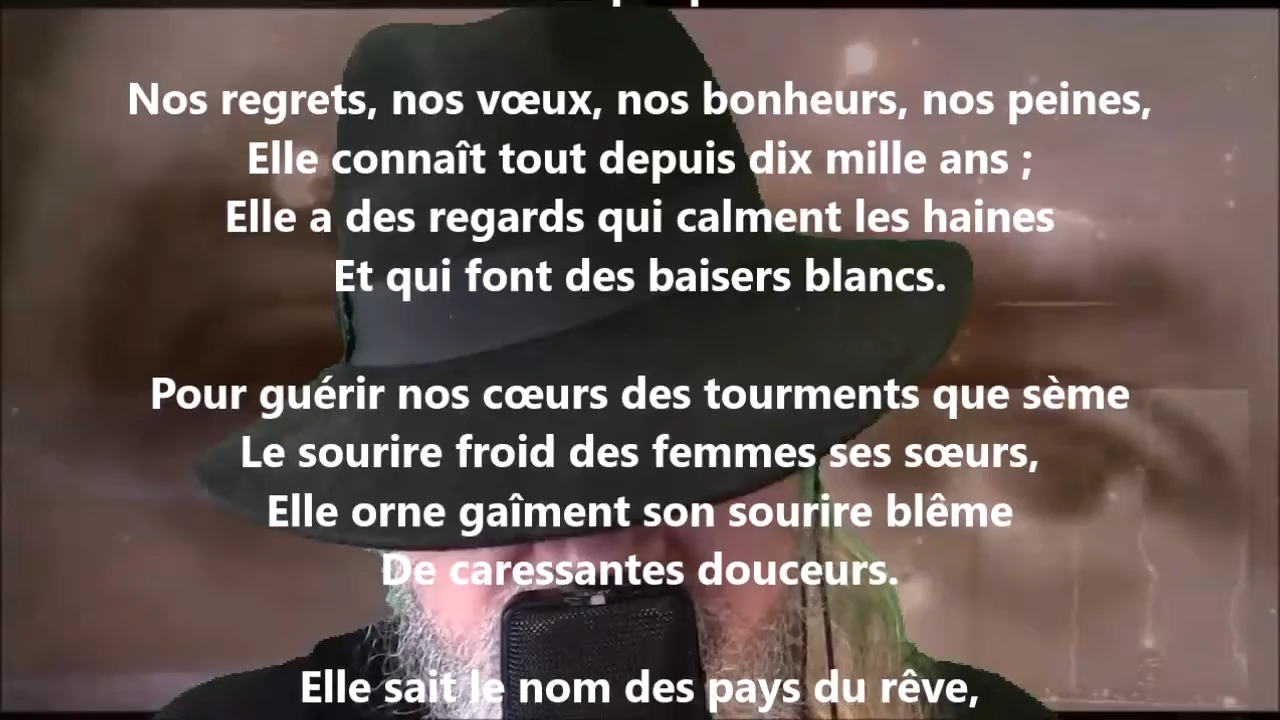 Nos regrets, nos vœux, nos bonheurs, nos peines,
Elle connaît tout depuis dix mille ans ;
Elle a des regards qui calment les haines
Et qui font des baisers blancs.
Pour guérir nos cœurs des tourments que sème
Le sourire froid des femmes ses sœurs,
Elle orne gaîment son sourire blême
De caressantes douceurs.
Elle sait le nom des pays du rêve,